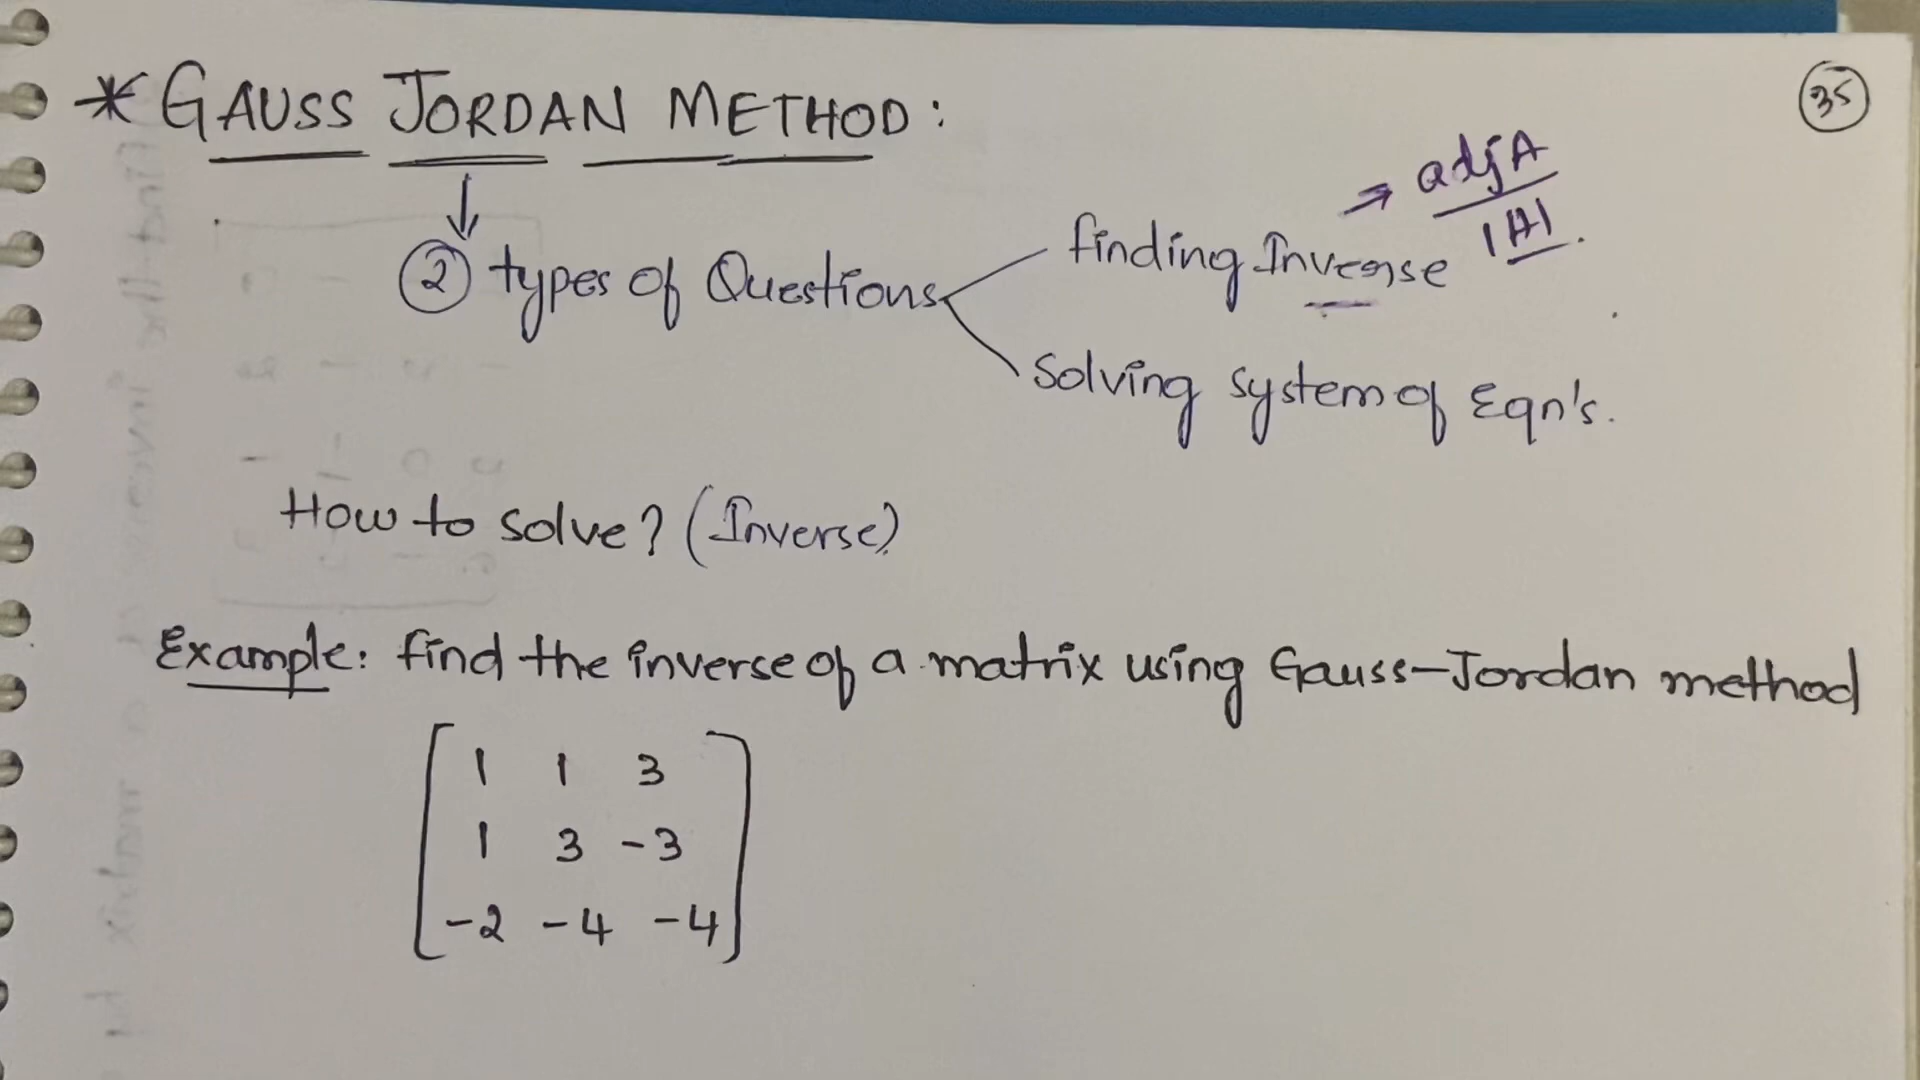 * GAUSS JORDAN METHOD:
35
② types of Questions
finding Inverse → adjA / |A|.
Solving system of Eqn's.
How to solve? (Inverse)
Example: find the inverse of a matrix using Gauss-Jordan method
1 1 3
1 3 -3
-2 -4 -4